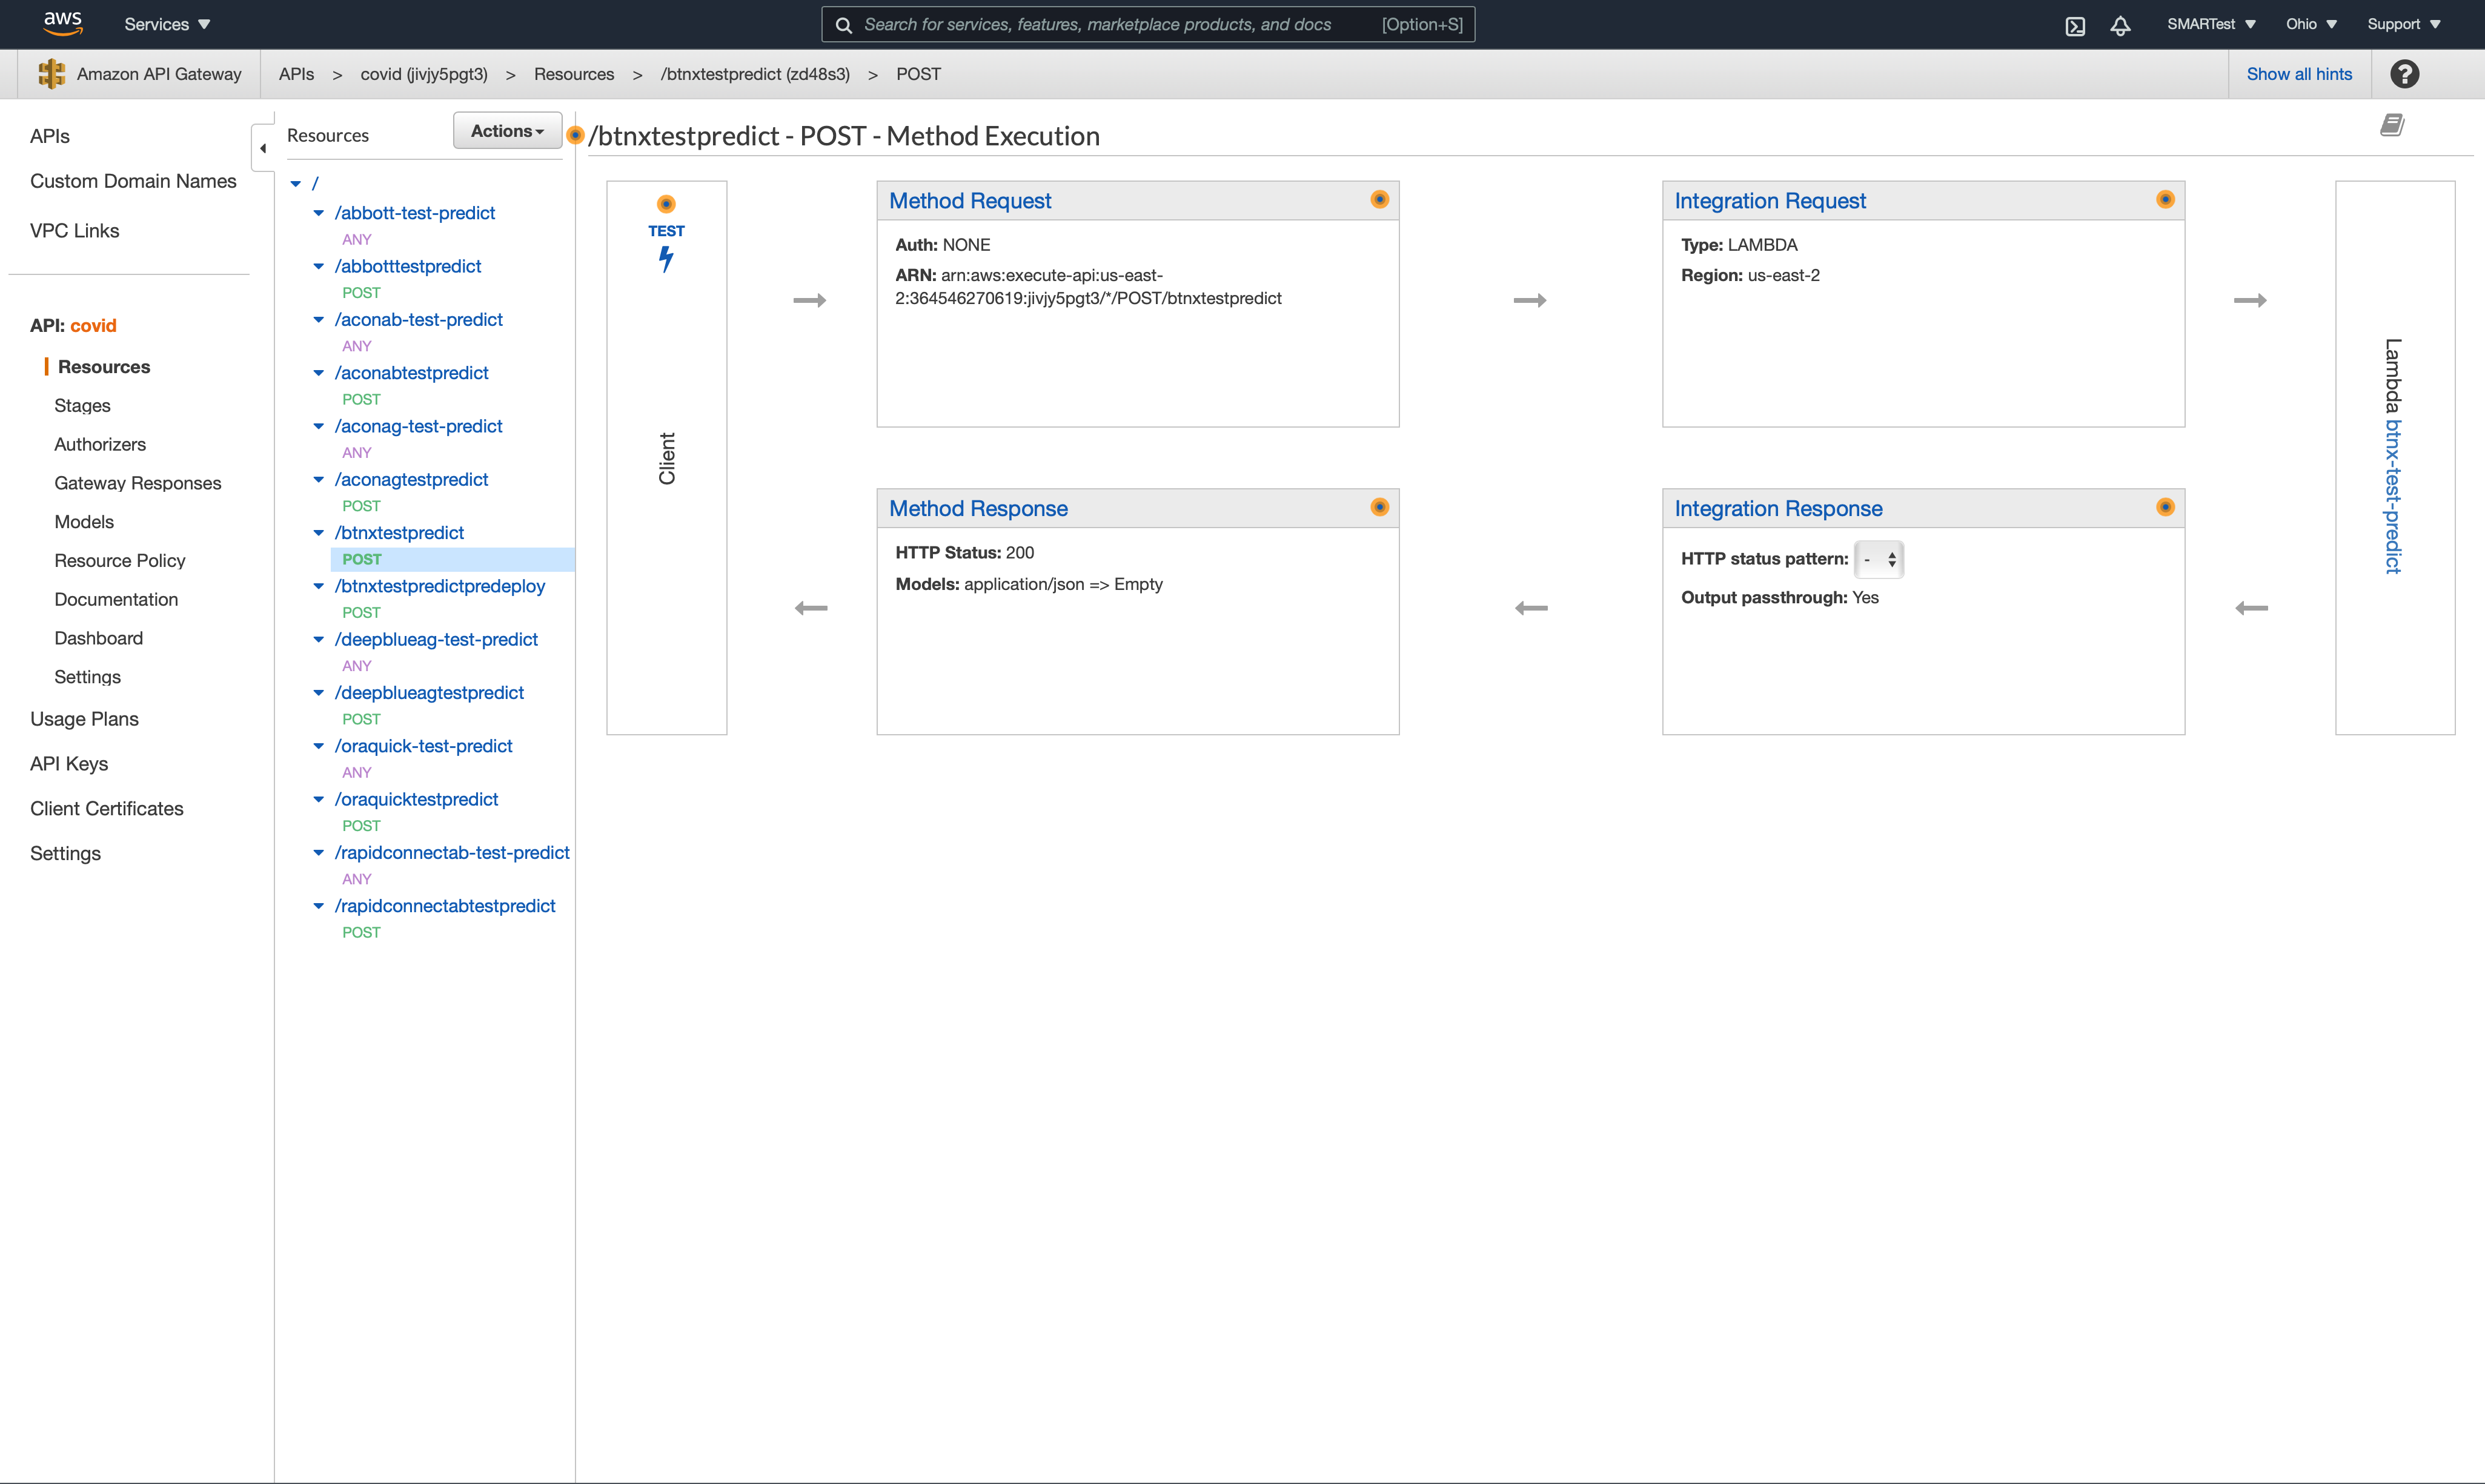 aws
Services
Search for services, features, marketplace products, and docs
[Option+S]
SMARTest
Ohio
Support
Amazon API Gateway
APIs > covid (jivjy5pgt3) > Resources > /btnxtestpredict (zd48s3) > POST
Show all hints
?
APIs
Custom Domain Names
VPC Links
API: covid
Resources
Stages
Authorizers
Gateway Responses
Models
Resource Policy
Documentation
Dashboard
Settings
Usage Plans
API Keys
Client Certificates
Settings
Resources
Actions
/
/abbott-test-predict
ANY
/abbotttestpredict
POST
/aconab-test-predict
ANY
/aconabtestpredict
POST
/aconag-test-predict
ANY
/aconagtestpredict
POST
/btnxtestpredict
POST
/btnxtestpredictpredeploy
POST
/deepblueag-test-predict
ANY
/deepblueagtestpredict
POST
/oraquick-test-predict
ANY
/oraquicktestpredict
POST
/rapidconnectab-test-predict
ANY
/rapidconnectabtestpredict
POST
/btnxtestpredict - POST - Method Execution
TEST
Client
Method Request
Auth: NONE
ARN: arn:aws:execute-api:us-east-
2:364546270619:jivjy5pgt3/*/POST/btnxtestpredict
Integration Request
Type: LAMBDA
Region: us-east-2
Method Response
HTTP Status: 200
Models: application/json => Empty
Integration Response
HTTP status pattern: -
Output passthrough: Yes
Lambda btnx-test-predict